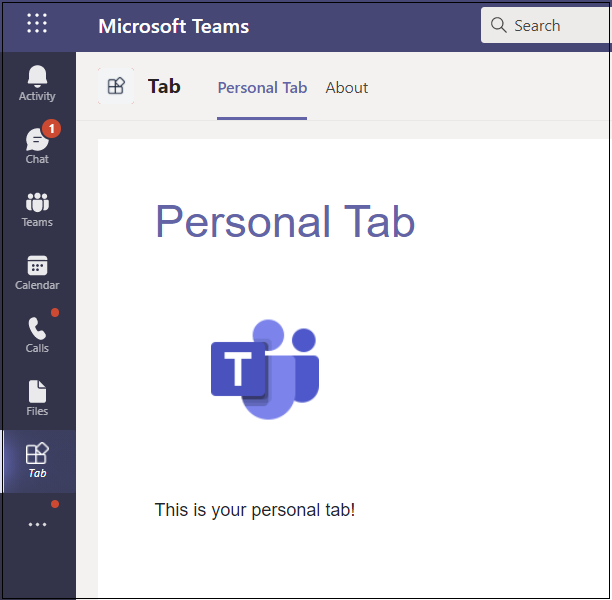 Microsoft Teams
Search
Activity
1
Chat
Teams
Calendar
Calls
Files
Tab
Tab
Personal Tab
About
Personal Tab
T
This is your personal tab!